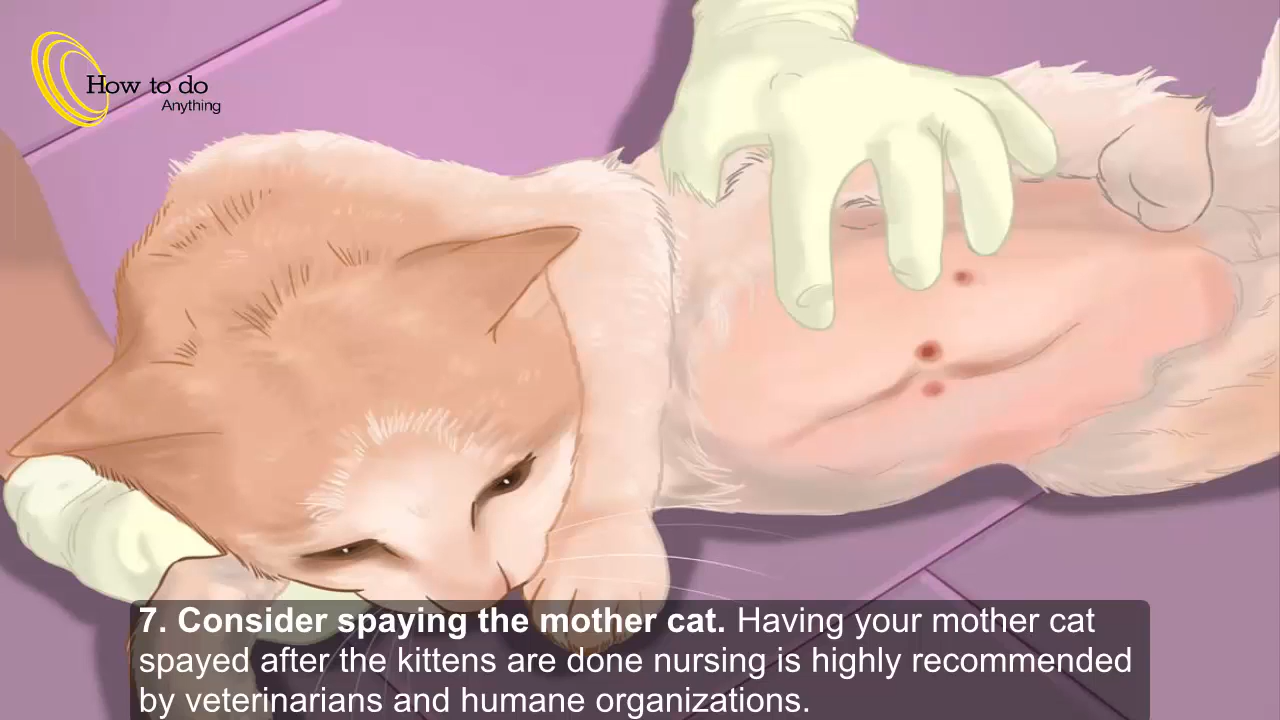 How to do
Anything
7. Consider spaying the mother cat. Having your mother cat
spayed after the kittens are done nursing is highly recommended
by veterinarians and humane organizations.